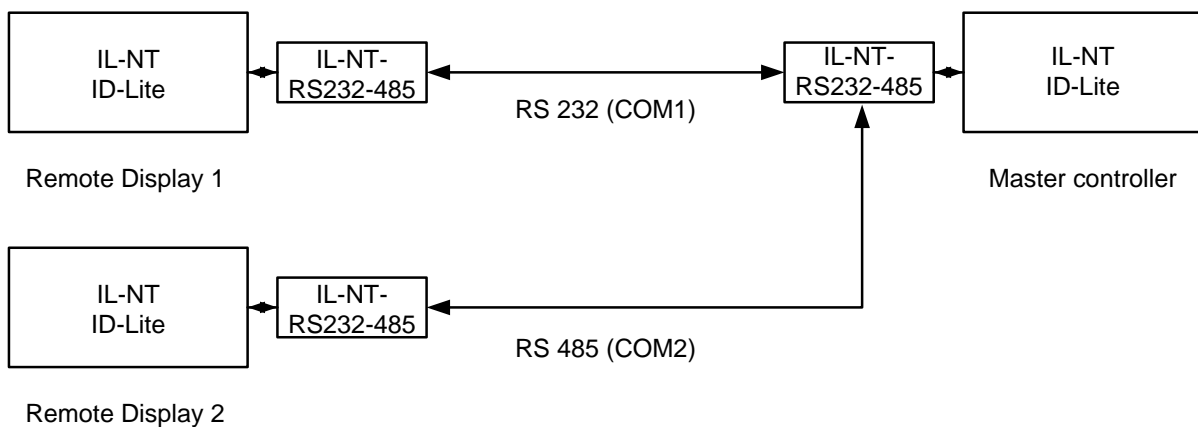 IL-NT
ID-Lite
IL-NT-
RS232-485
RS 232 (COM1)
IL-NT-
RS232-485
IL-NT
ID-Lite
Remote Display 1
Master controller
IL-NT
ID-Lite
IL-NT-
RS232-485
RS 485 (COM2)
Remote Display 2